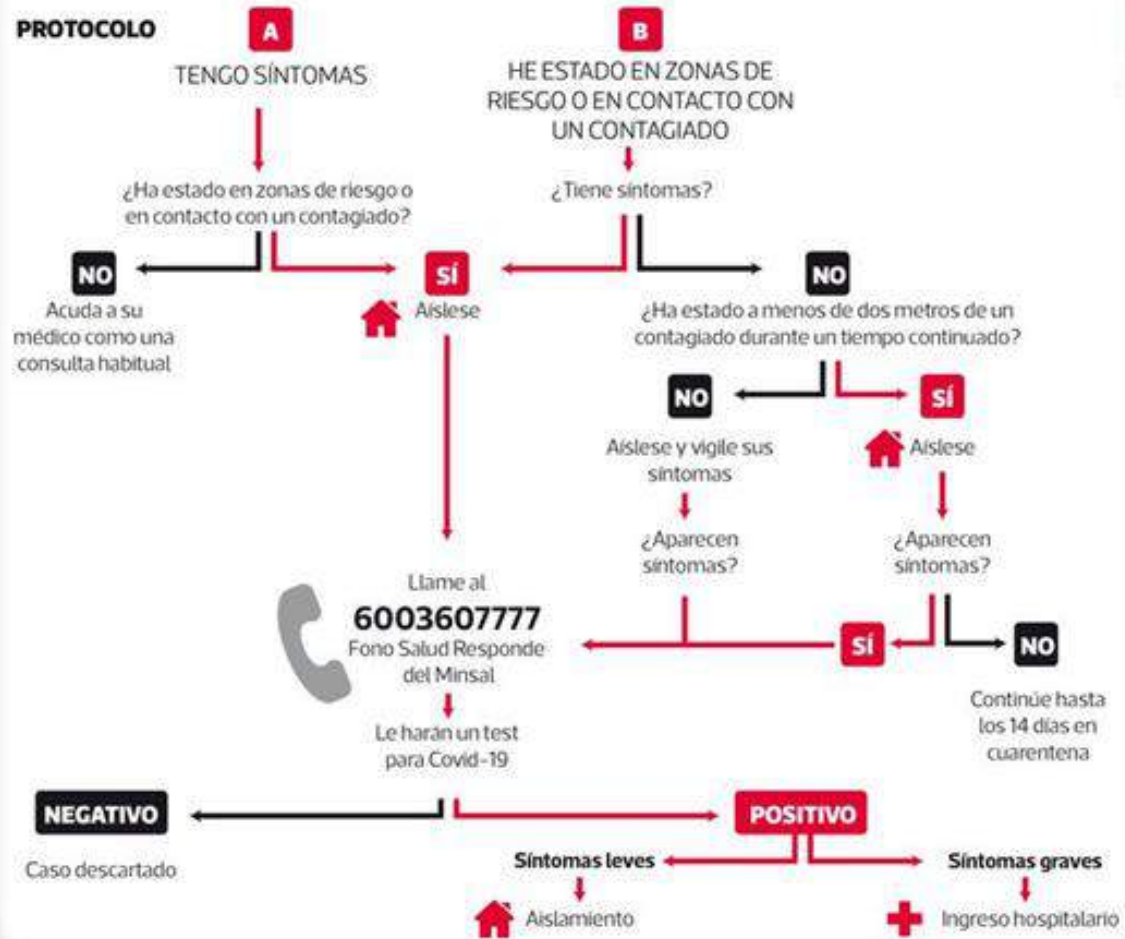 PROTOCOLO
A
TENGO SÍNTOMAS
B
HE ESTADO EN ZONAS DE
RIESGO O EN CONTACTO CON
UN CONTAGIADO
¿Ha estado en zonas de riesgo o
en contacto con un contagiado?
¿Tiene síntomas?
NO
Acuda a su
médico como una
consulta habitual
SÍ
Aíslese
NO
¿Ha estado a menos de dos metros de un
contagiado durante un tiempo continuado?
NO
Aíslese y vigile sus
síntomas
SÍ
Aíslese
¿Aparecen
síntomas?
¿Aparecen
síntomas?
Llame al
6003607777
Fono Salud Responde
del Minsal
SÍ
NO
Continúe hasta
los 14 días en
cuarentena
Le harán un test
para Covid-19
NEGATIVO
Caso descartado
POSITIVO
Síntomas leves
Síntomas graves
Aislamiento
Ingreso hospitalario